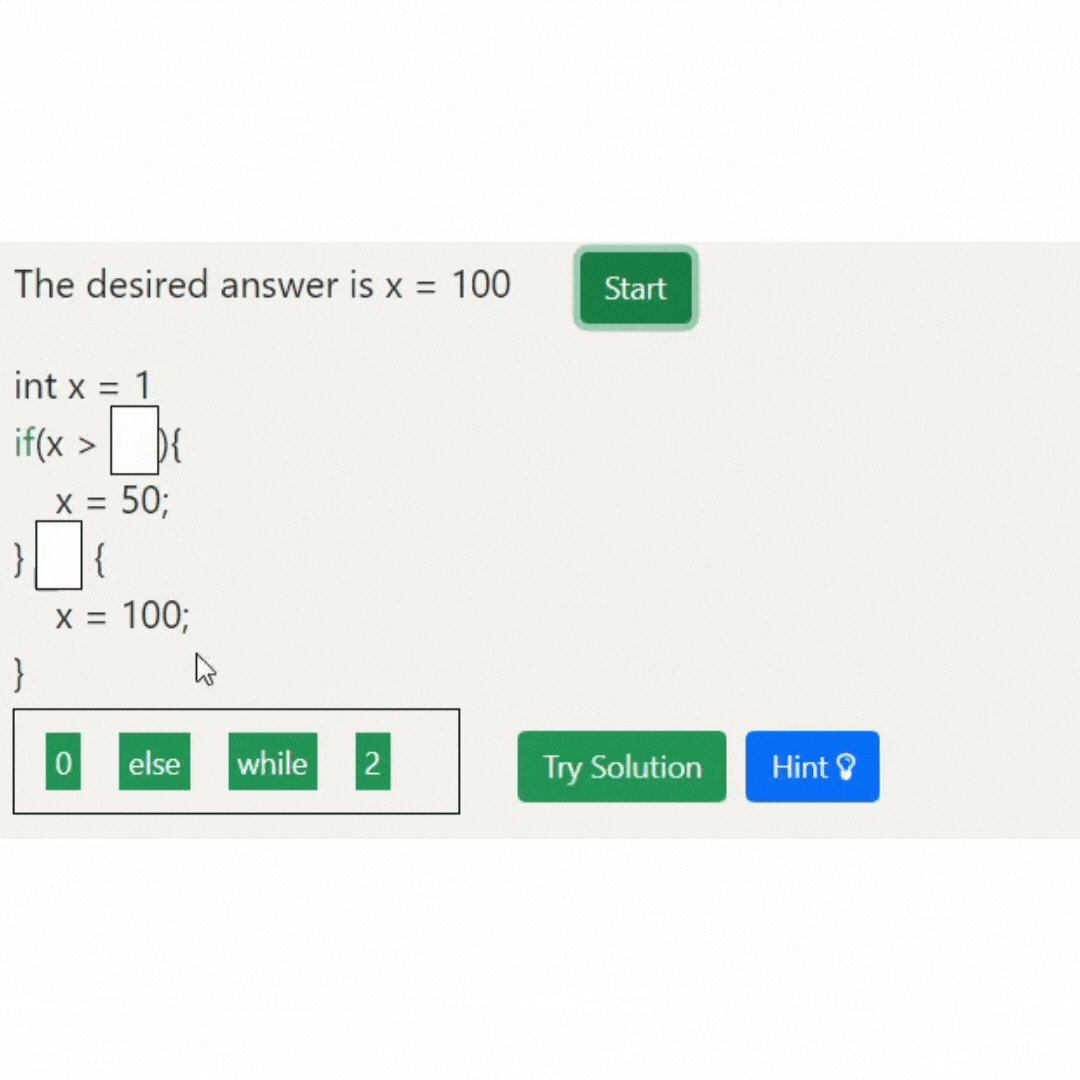 The desired answer is x = 100
Start
int x = 1
if(x > ){
x = 50;
} {
x = 100;
}
0 else while 2
Try Solution
Hint